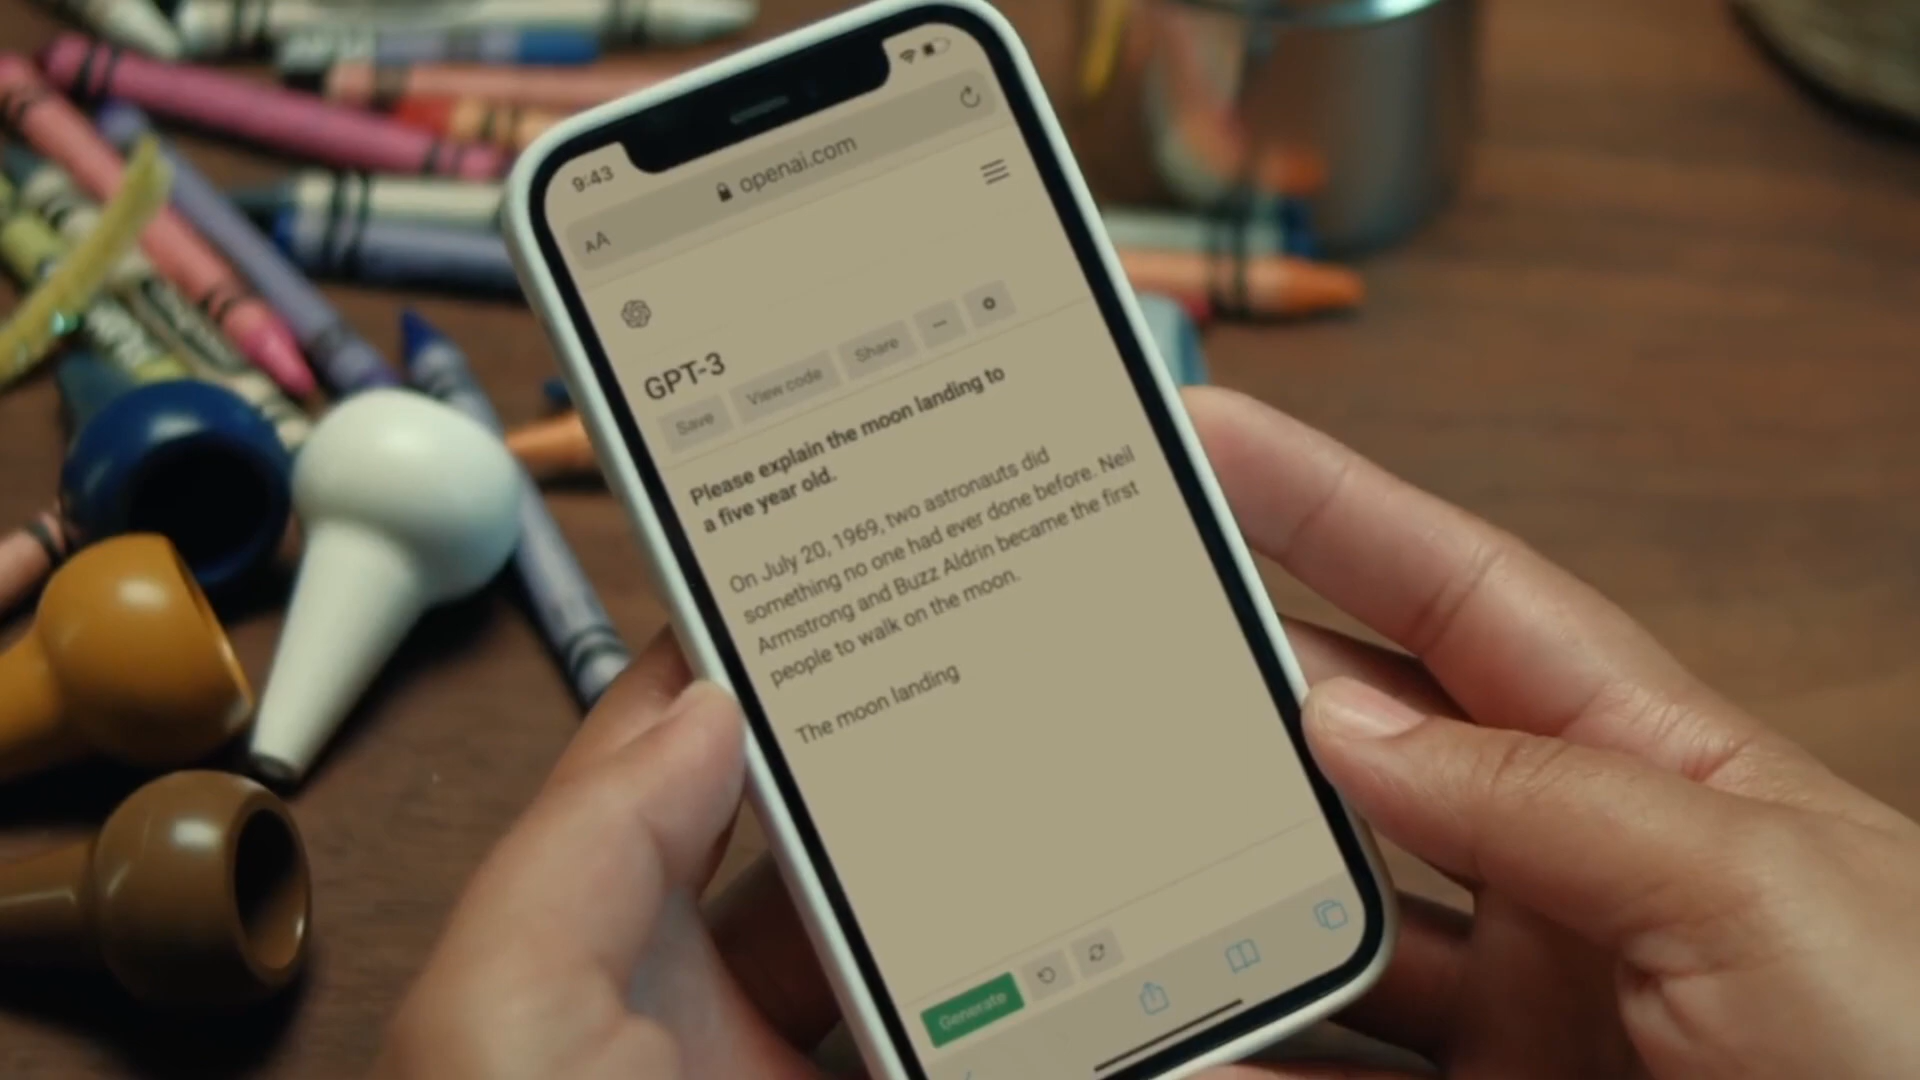 9:43
AA
openai.com
GPT-3
Save
View code
Share
Please explain the moon landing to
a five year old.
On July 20, 1969, two astronauts did
something no one had ever done before. Neil
Armstrong and Buzz Aldrin became the first
people to walk on the moon.
The moon landing
Generate